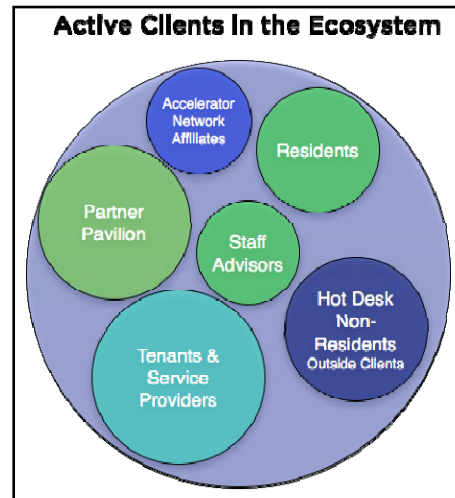 Active Clients in the Ecosystem
Accelerator
Network
Affiliates
Residents
Partner
Pavilion
Staff
Advisors
Hot Desk
Non-
Residents
Outside Clients
Tenants &
Service
Providers